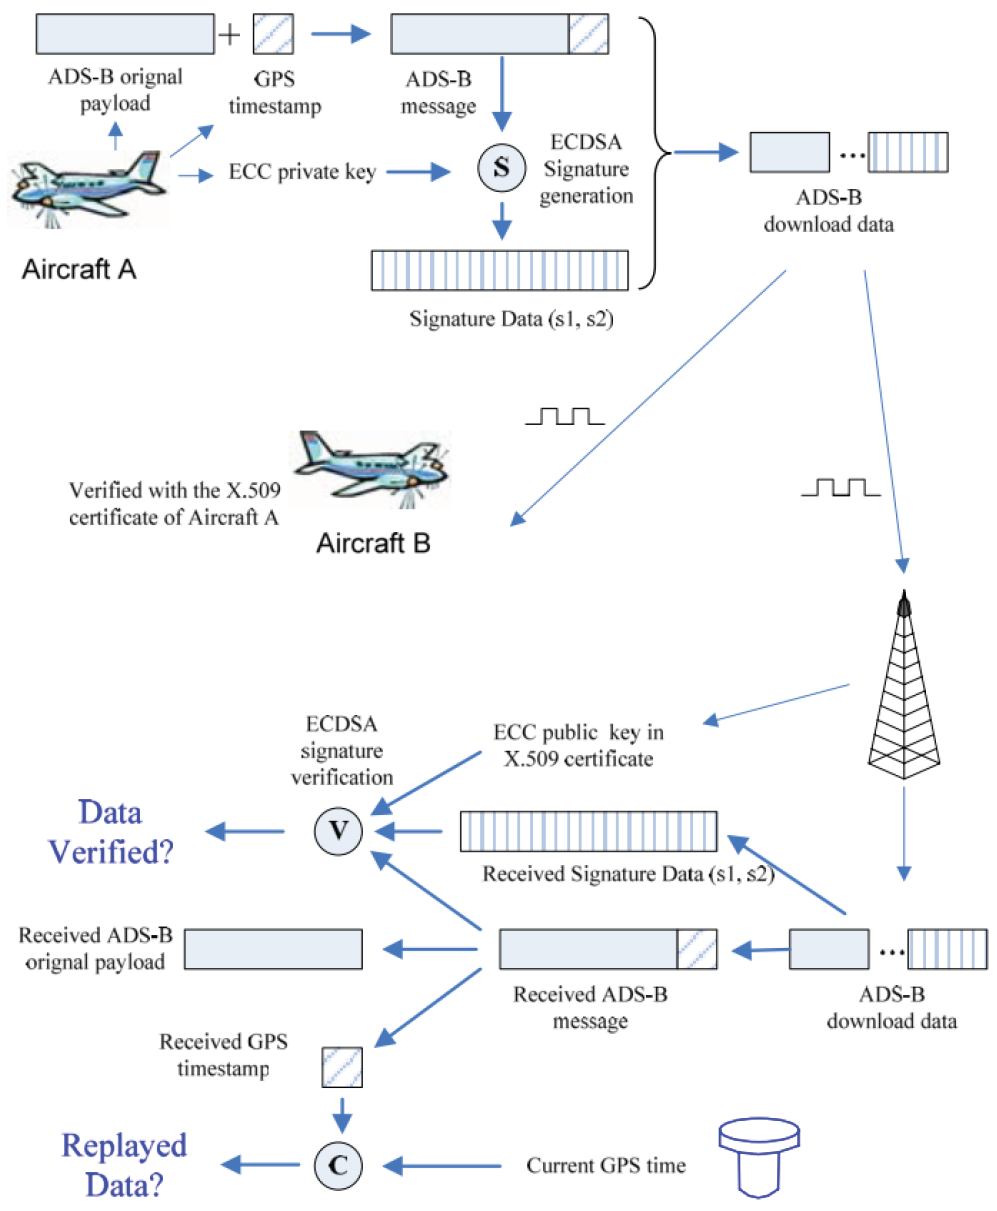 ADS-B orignal
payload
+
GPS
timestamp
ADS-B
message
ECC private key
S
ECDSA
Signature
generation
Aircraft A
Signature Data (s1, s2)
...
ADS-B
download data
Verified with the X.509
certificate of Aircraft A
Aircraft B
ECDSA
signature
verification
ECC public key in
X.509 certificate
Data
Verified?
V
Received Signature Data (s1, s2)
Received ADS-B
orignal payload
Received ADS-B
message
...
ADS-B
download data
Received GPS
timestamp
Replayed
Data?
C
Current GPS time